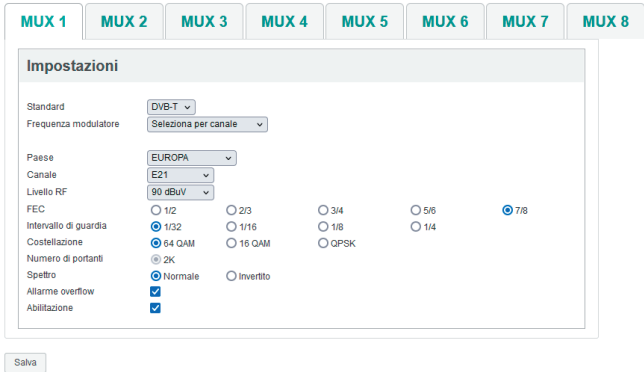 MUX 1 MUX 2 MUX 3 MUX 4 MUX 5 MUX 6 MUX 7 MUX 8
Impostazioni
Standard DVB-T
Frequenza modulatore Seleziona per canale
Paese EUROPA
Canale E21
Livello RF 90 dBuV
FEC 1/2 2/3 3/4 5/6 7/8
Intervallo di guardia 1/32 1/16 1/8 1/4
Costellazione 64 QAM 16 QAM QPSK
Numero di portanti 2K
Spettro Normale Invertito
Allarme overflow
Abilitazione
Salva